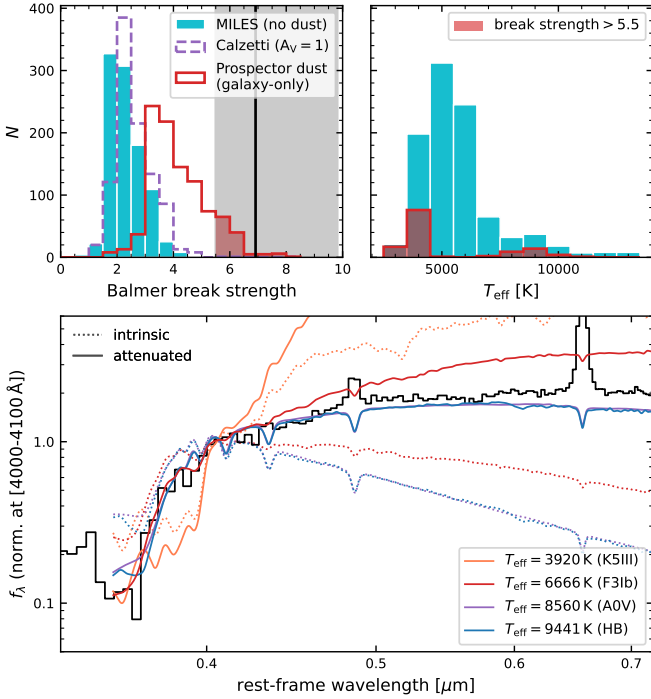 400
300
200
100
0
N
MILES (no dust)
Calzetti (A_V = 1)
Prospector dust
(galaxy-only)
0 2 4 6 8 10
Balmer break strength
break strength > 5.5
5000 10000
T_eff [K]
intrinsic
attenuated
1.0
0.1
f_λ (norm. at [4000-4100 Å])
T_eff = 3920 K (K5III)
T_eff = 6666 K (F3Ib)
T_eff = 8560 K (A0V)
T_eff = 9441 K (HB)
0.4 0.5 0.6 0.7
rest-frame wavelength [μm]